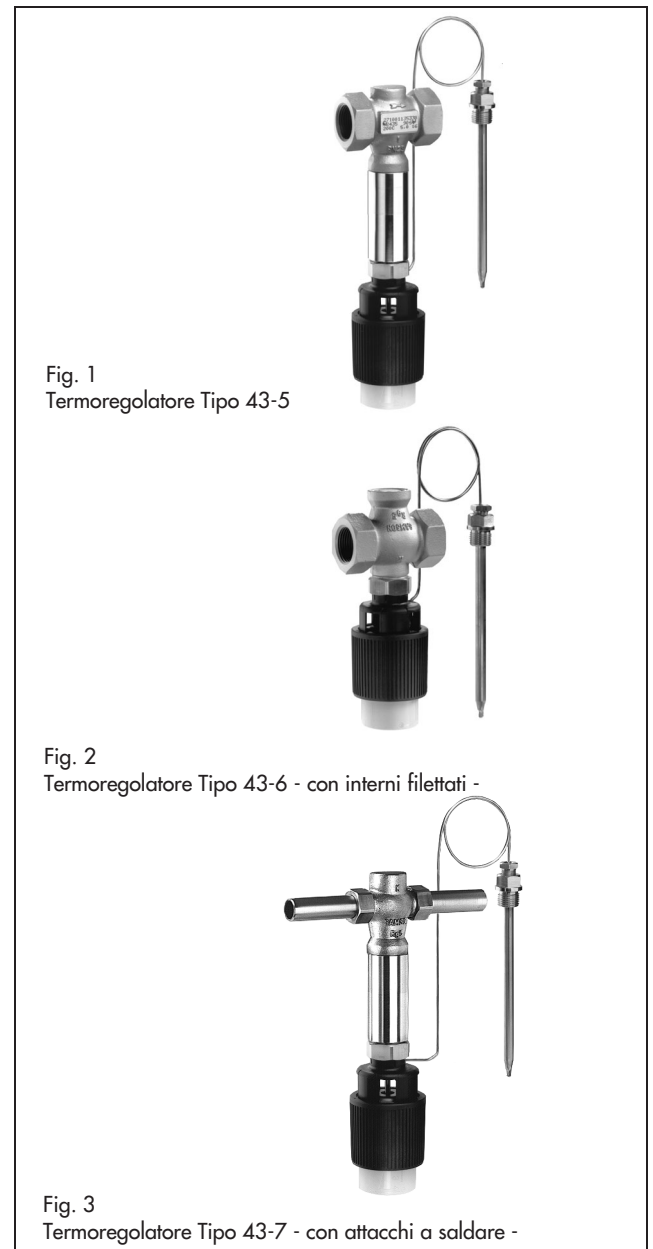 Fig. 1
Termoregolatore Tipo 43-5
Fig. 2
Termoregolatore Tipo 43-6 - con interni filettati -
Fig. 3
Termoregolatore Tipo 43-7 - con attacchi a saldare -